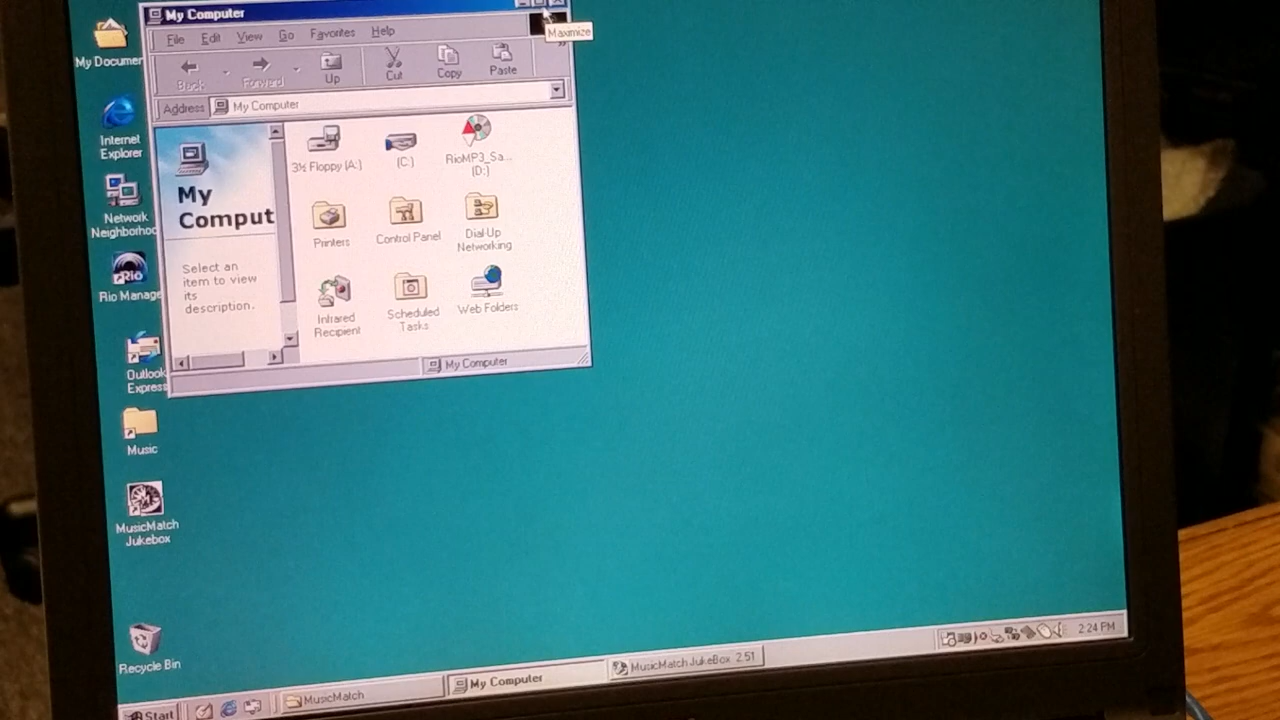 My Computer
File Edit View Go Favorites Help
Maximize
Back Forward Up Cut Copy Paste
Address My Computer
My
Comput
Select an
item to view
its
description.
3½ Floppy (A:)
(C:)
RioMP3_Sa...
(D:)
Printers
Control Panel
Dial-Up
Networking
Infrared
Recipient
Scheduled
Tasks
Web Folders
My Computer
My Documen
Internet
Explorer
Network
Neighborhoo
Rio
Rio Manage
Outlook
Express
Music
MusicMatch
Jukebox
Recycle Bin
Start
MusicMatch
My Computer
MusicMatch JukeBox 2.51
2:24 PM